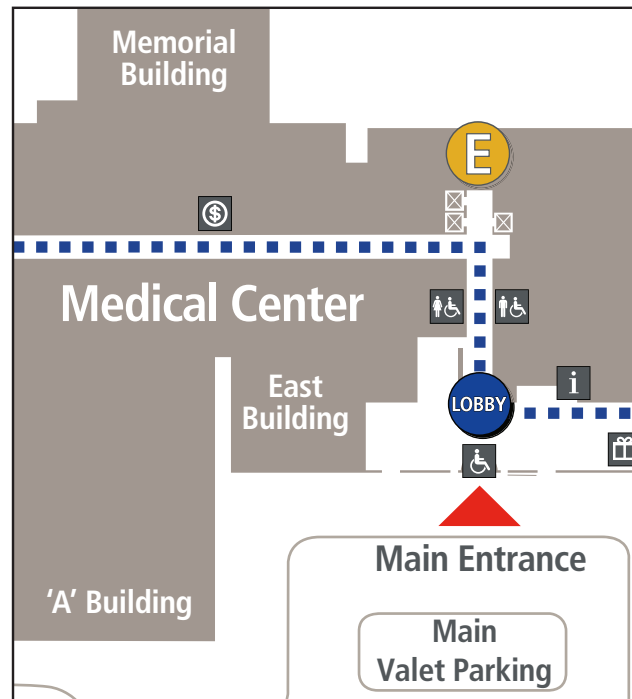 Memorial
Building
E
$
Medical Center
East
Building
LOBBY
i
Main Entrance
'A' Building
Main
Valet Parking